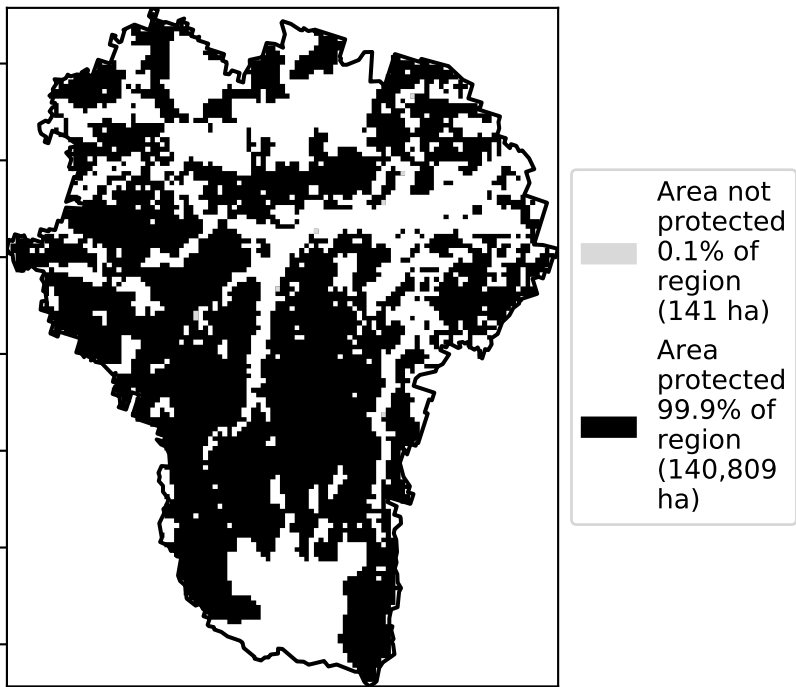 Area not
protected
0.1% of
region
(141 ha)
Area
protected
99.9% of
region
(140,809
ha)